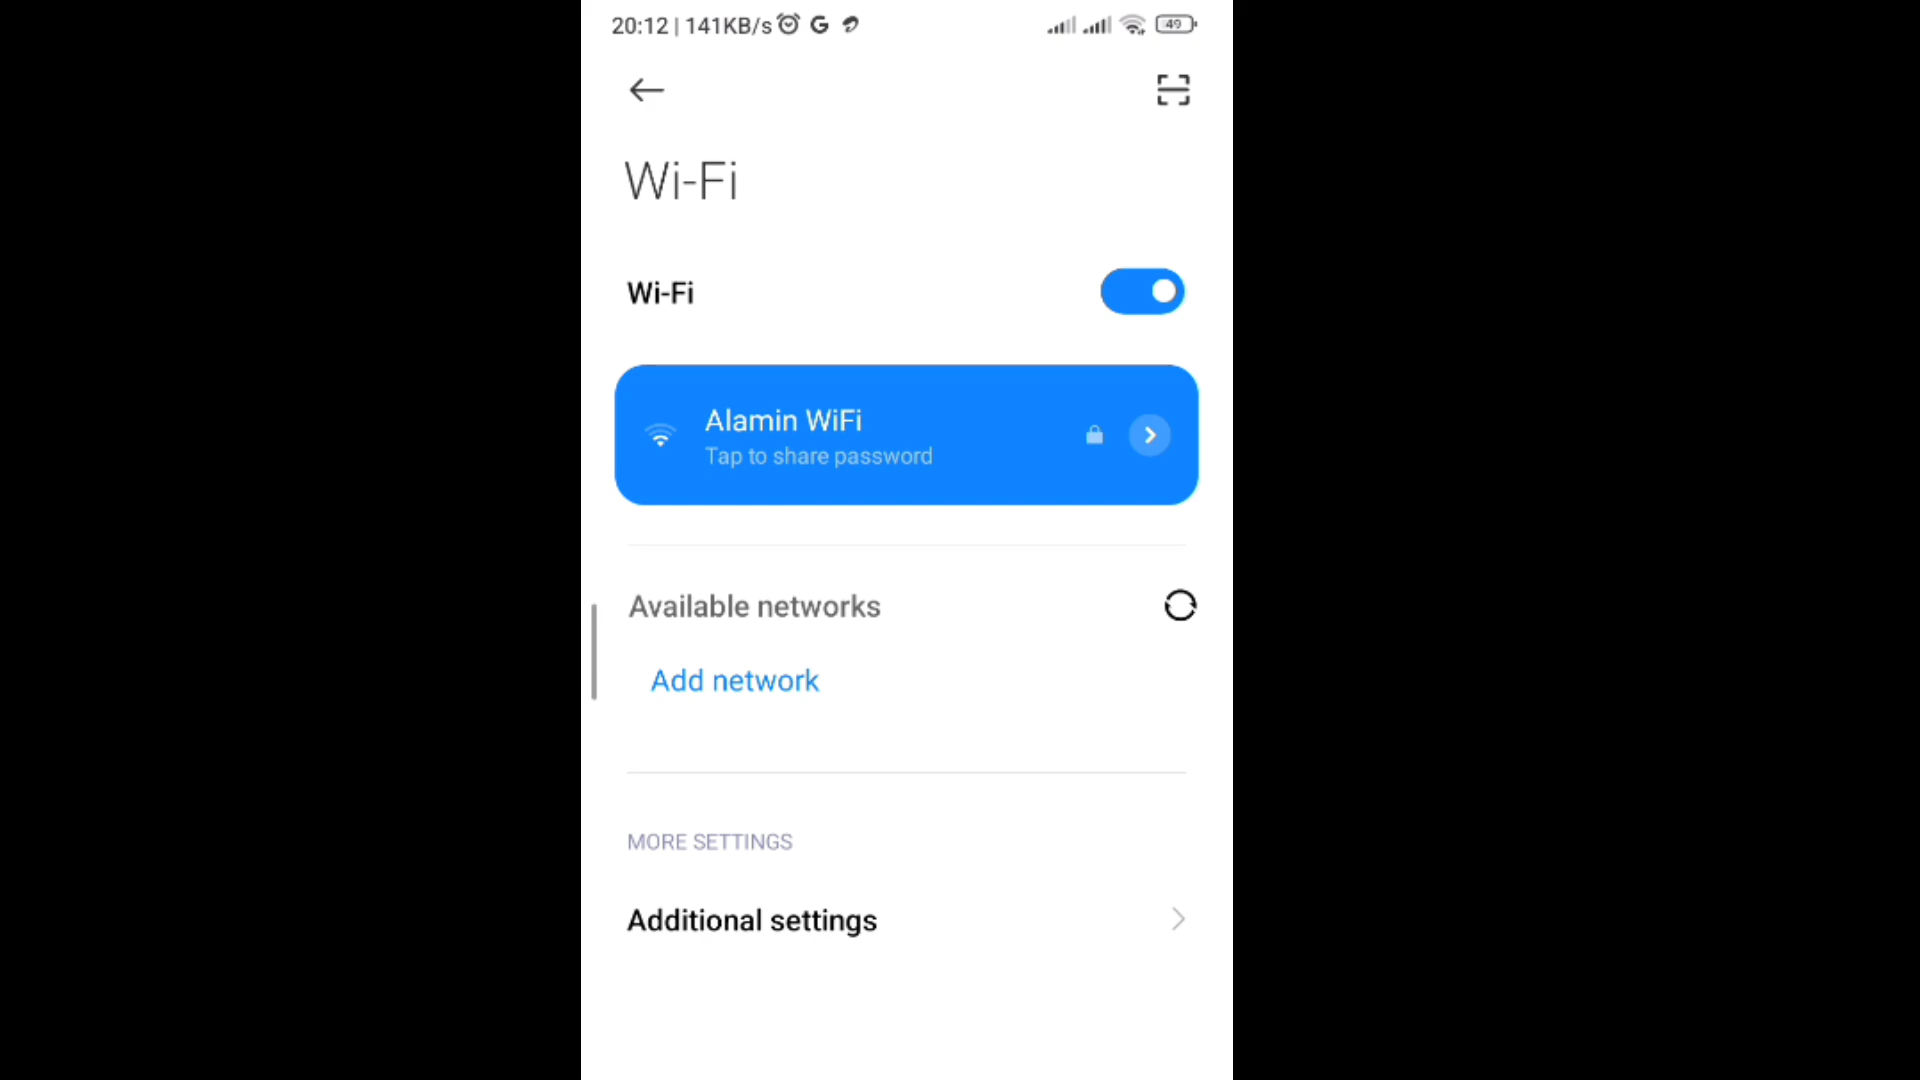 20:12 | 141KB/s G 49
Wi-Fi
Wi-Fi
Alamin WiFi
Tap to share password
Available networks
Add network
MORE SETTINGS
Additional settings